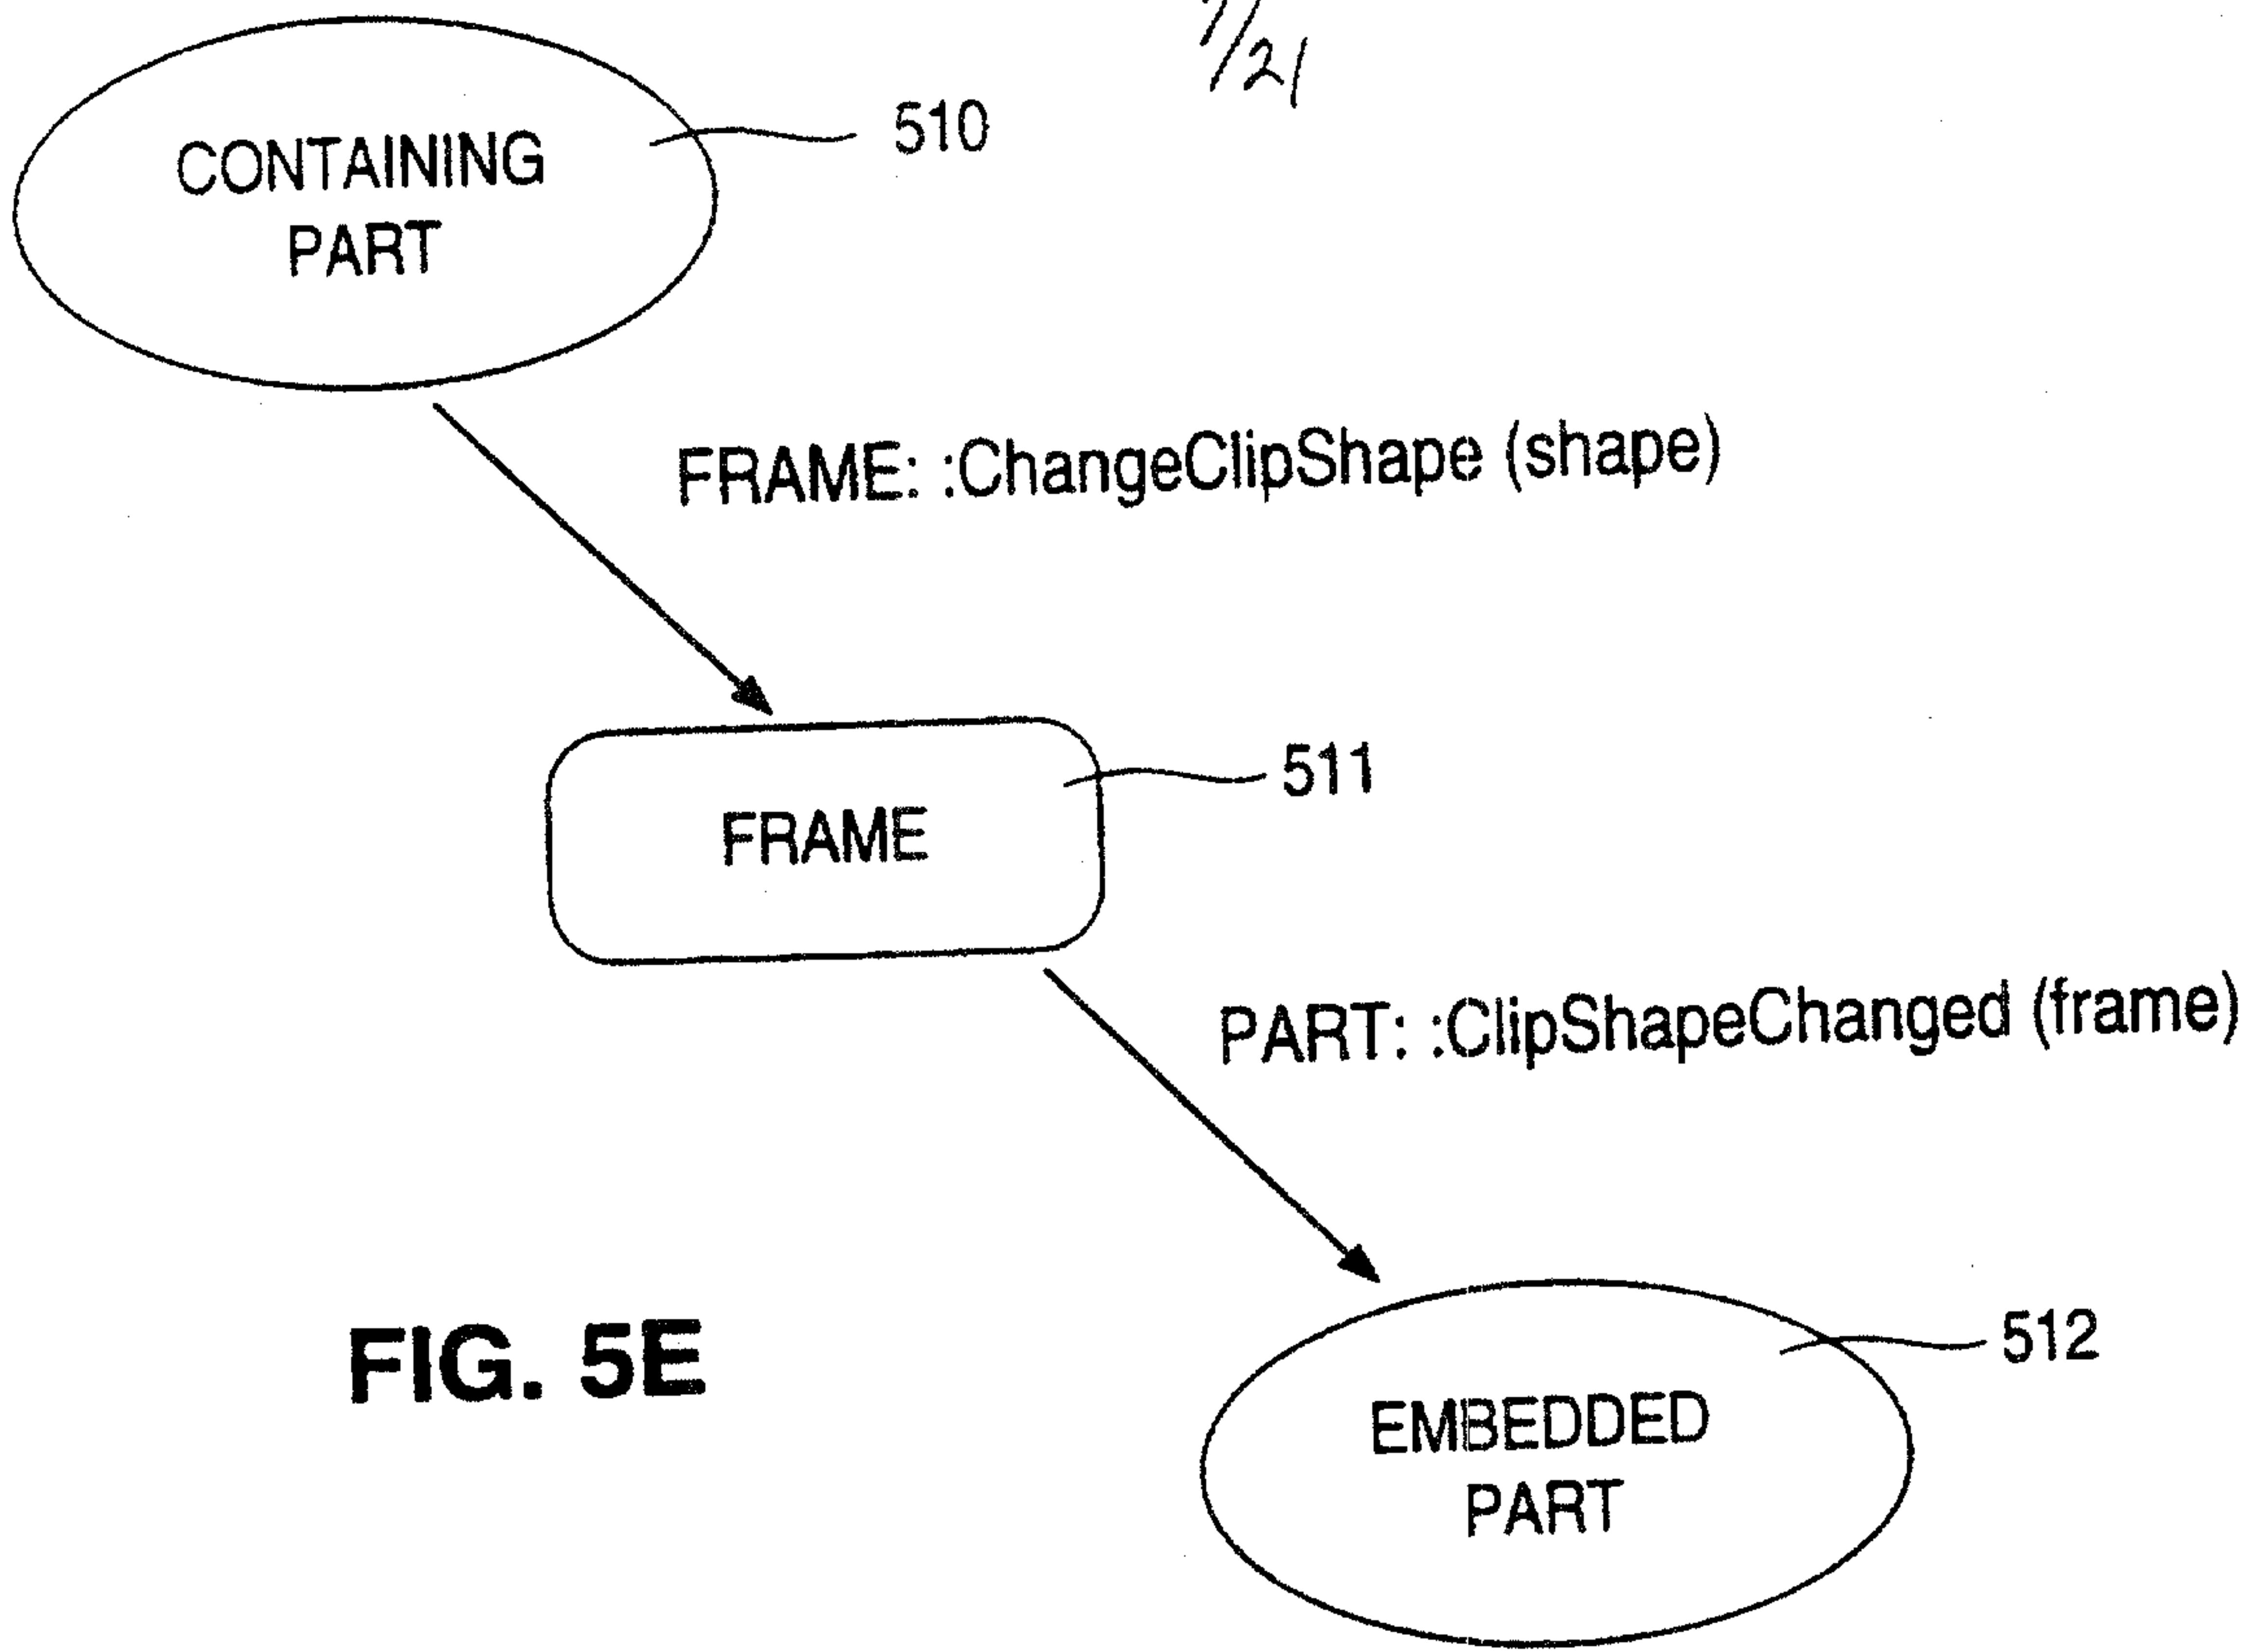 7/21
CONTAINING
PART
510
FRAME: :ChangeClipShape (shape)
FRAME
511
PART: :ClipShapeChanged (frame)
FIG. 5E
512
EMBEDDED
PART